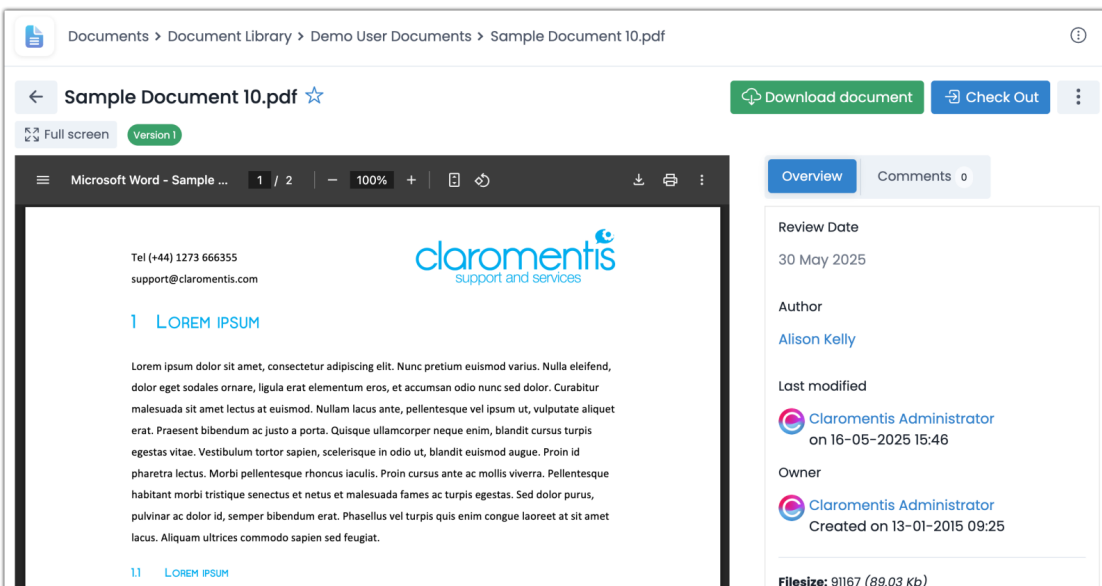 Documents > Document Library > Demo User Documents > Sample Document 10.pdf
Sample Document 10.pdf
Download document
Check Out
Full screen
Version 1
Microsoft Word - Sample ...
1 / 2
100%
Overview
Comments 0
Tel (+44) 1273 666355
support@claromentis.com
claromentis
support and services
1 LOREM IPSUM
Lorem ipsum dolor sit amet, consectetur adipiscing elit. Nunc pretium euismod varius. Nulla eleifend,
dolor eget sodales ornare, ligula erat elementum eros, et accumsan odio nunc sed dolor. Curabitur
malesuada sit amet lectus at euismod. Nullam lacus ante, pellentesque vel ipsum ut, vulputate aliquet
erat. Praesent bibendum ac justo a porta. Quisque ullamcorper neque enim, blandit cursus turpis
egestas vitae. Vestibulum tortor sapien, scelerisque in odio ut, blandit euismod augue. Proin id
pharetra lectus. Morbi pellentesque rhoncus iaculis. Proin cursus ante ac mollis viverra. Pellentesque
habitant morbi tristique senectus et netus et malesuada fames ac turpis egestas. Sed dolor purus,
pulvinar ac dolor id, semper bibendum erat. Phasellus vel turpis quis enim congue laoreet at sit amet
lacus. Aliquam ultrices commodo sapien sed feugiat.
1.1 LOREM IPSUM
Review Date
30 May 2025
Author
Alison Kelly
Last modified
Claromentis Administrator
on 16-05-2025 15:46
Owner
Claromentis Administrator
Created on 13-01-2015 09:25
Filesize: 91167 (89.03 Kb)